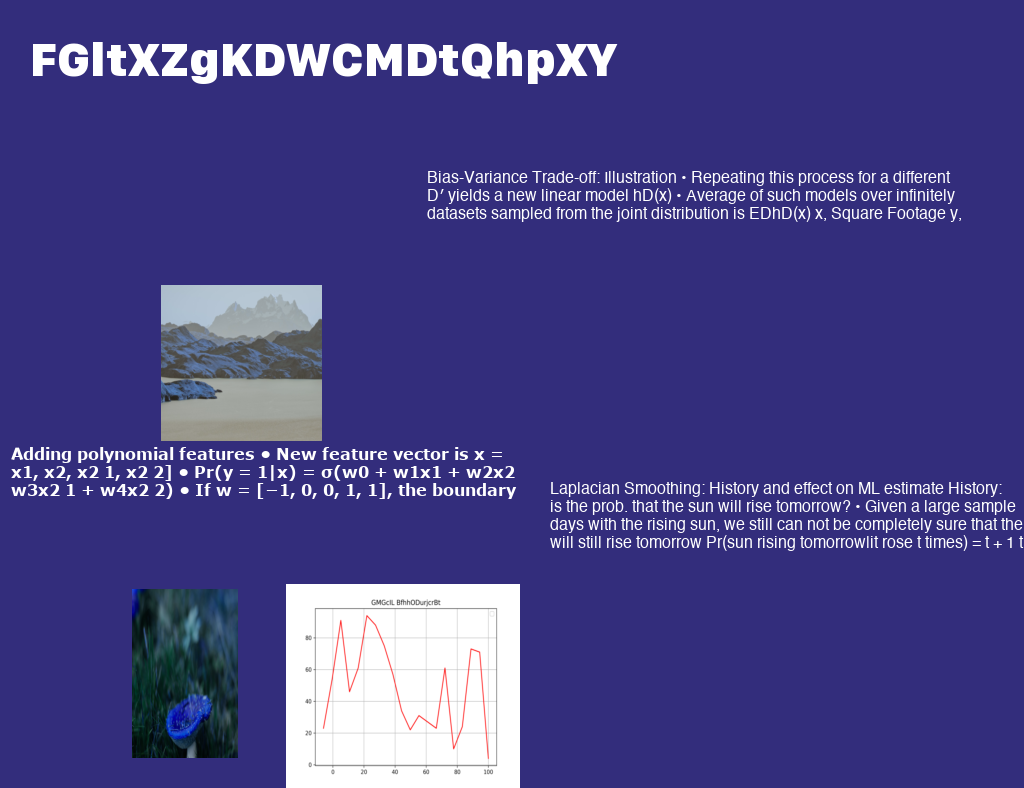 FGltXZgKDWCMDtQhpXY
Bias-Variance Trade-off: Illustration • Repeating this process for a different
D′ yields a new linear model hD(x) • Average of such models over infinitely
datasets sampled from the joint distribution is EDhD(x) x, Square Footage y,
Adding polynomial features • New feature vector is x =
x1, x2, x2 1, x2 2] • Pr(y = 1|x) = σ(w0 + w1x1 + w2x2
w3x2 1 + w4x2 2) • If w = [−1, 0, 0, 1, 1], the boundary
Laplacian Smoothing: History and effect on ML estimate History:
is the prob. that the sun will rise tomorrow? • Given a large sample
days with the rising sun, we still can not be completely sure that the
will still rise tomorrow Pr(sun rising tomorrowlit rose t times) = t + 1 t
GMGclL BfhhODurjcrBt
80
60
40
20
0
0 20 40 60 80 100